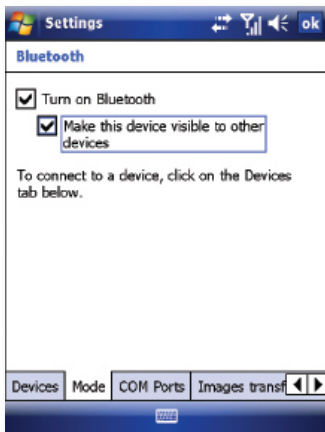 Settings
ok
Bluetooth
Turn on Bluetooth
Make this device visible to other
devices
To connect to a device, click on the Devices
tab below.
Devices Mode COM Ports Images transf